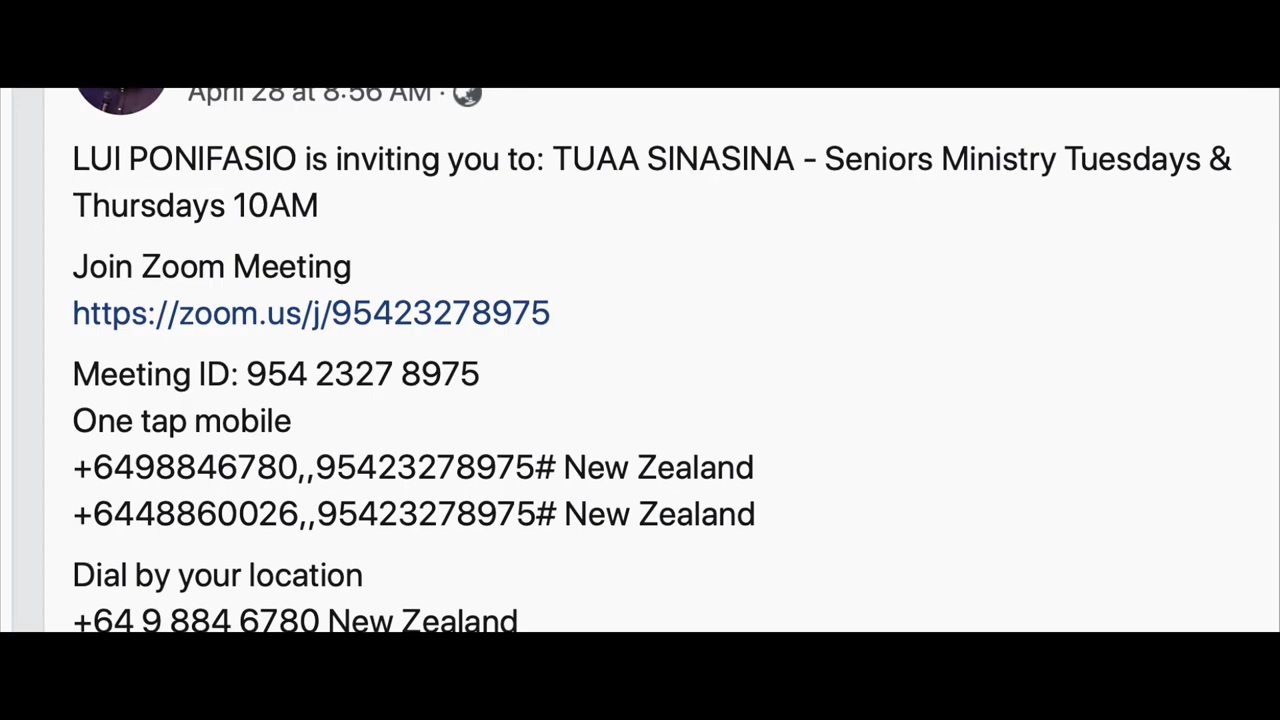 April 28 at 8:56 AM ·
LUI PONIFASIO is inviting you to: TUAA SINASINA - Seniors Ministry Tuesdays &
Thursdays 10AM
Join Zoom Meeting
https://zoom.us/j/95423278975
Meeting ID: 954 2327 8975
One tap mobile
+6498846780,,95423278975# New Zealand
+6448860026,,95423278975# New Zealand
Dial by your location
+64 9 884 6780 New Zealand